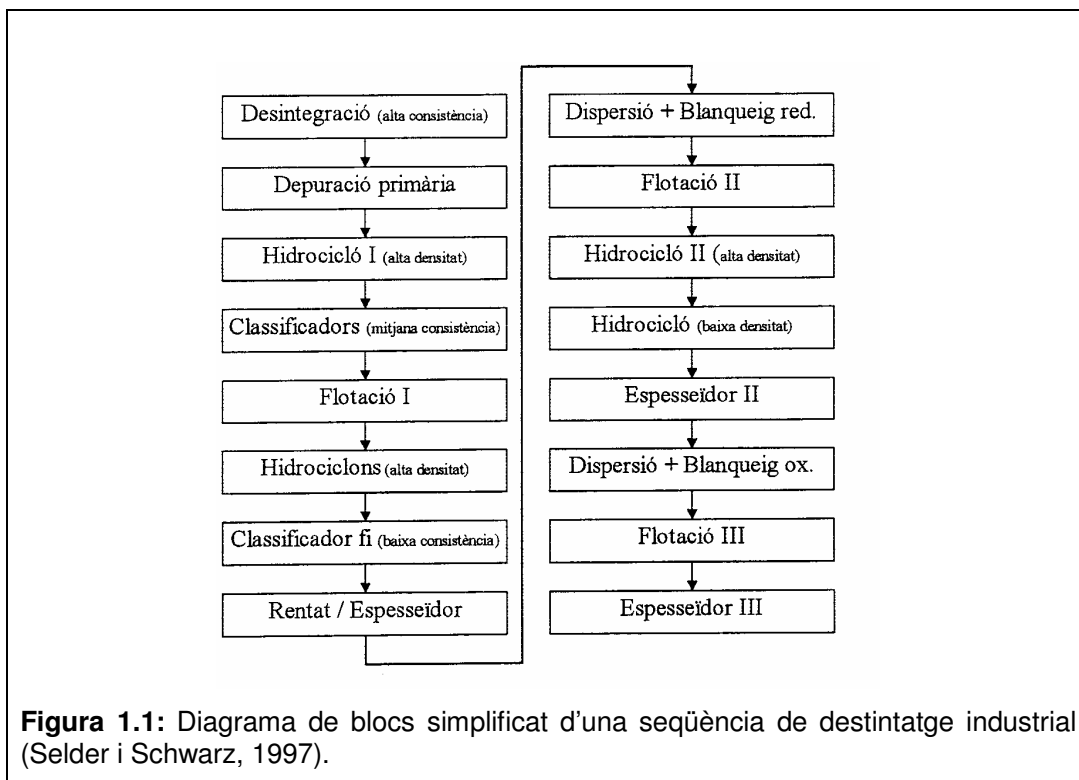 Desintegració (alta consistència)
Depuració primària
Hidrocicló I (alta densitat)
Classificadors (mitjana consistència)
Flotació I
Hidrociclons (alta densitat)
Classificador fi (baixa consistència)
Rentat / Espesseïdor
Dispersió + Blanqueig red.
Flotació II
Hidrocicló II (alta densitat)
Hidrocicló (baixa densitat)
Espesseïdor II
Dispersió + Blanqueig ox.
Flotació III
Espesseïdor III
Figura 1.1: Diagrama de blocs simplificat d'una seqüència de destintatge industrial
(Selder i Schwarz, 1997).